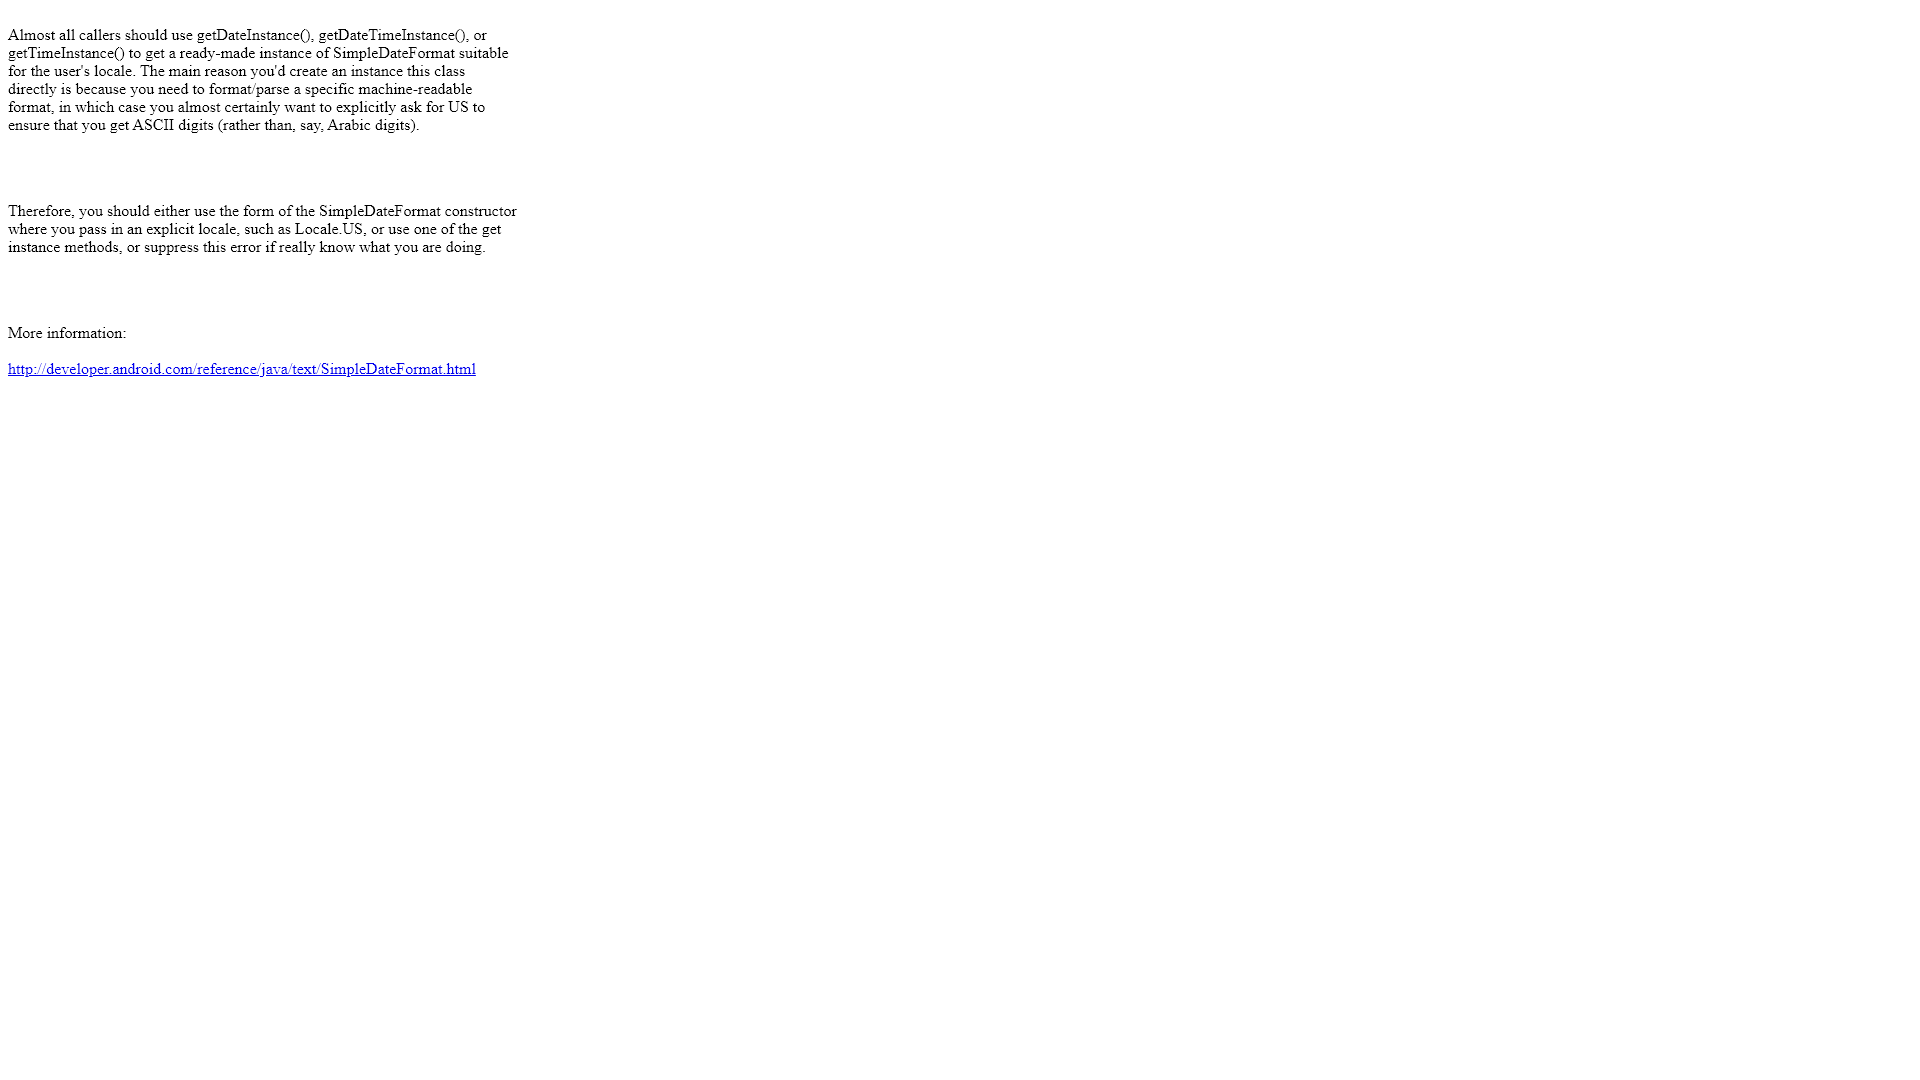 Almost all callers should use getDateInstance(), getDateTimeInstance(), or
getTimeInstance() to get a ready-made instance of SimpleDateFormat suitable
for the user's locale. The main reason you'd create an instance this class
directly is because you need to format/parse a specific machine-readable
format, in which case you almost certainly want to explicitly ask for US to
ensure that you get ASCII digits (rather than, say, Arabic digits).
Therefore, you should either use the form of the SimpleDateFormat constructor
where you pass in an explicit locale, such as Locale.US, or use one of the get
instance methods, or suppress this error if really know what you are doing.
More information:
http://developer.android.com/reference/java/text/SimpleDateFormat.html